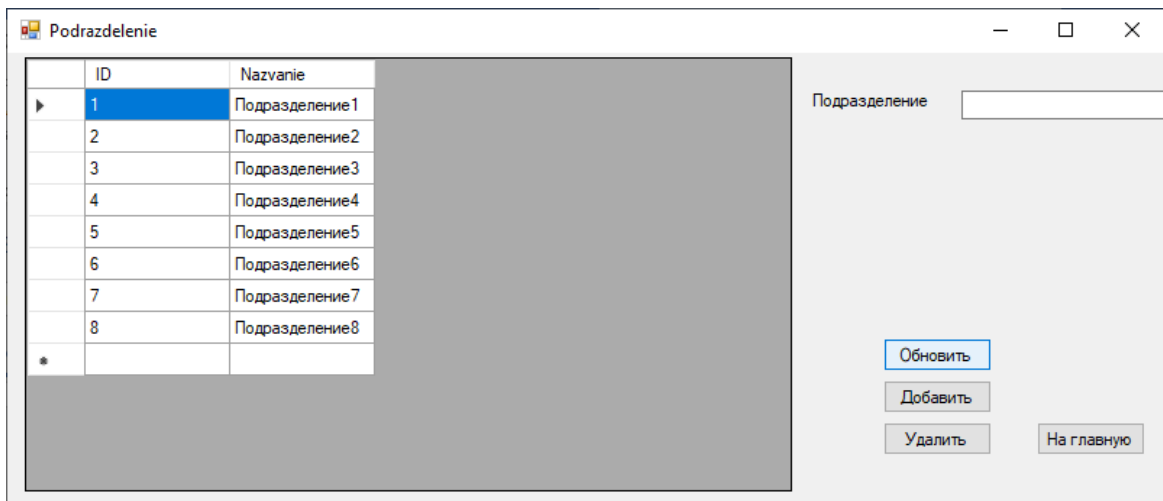 Podrazdelenie
ID Nazvanie
1 Подразделение1
2 Подразделение2
3 Подразделение3
4 Подразделение4
5 Подразделение5
6 Подразделение6
7 Подразделение7
8 Подразделение8
Подразделение
Обновить
Добавить
Удалить На главную